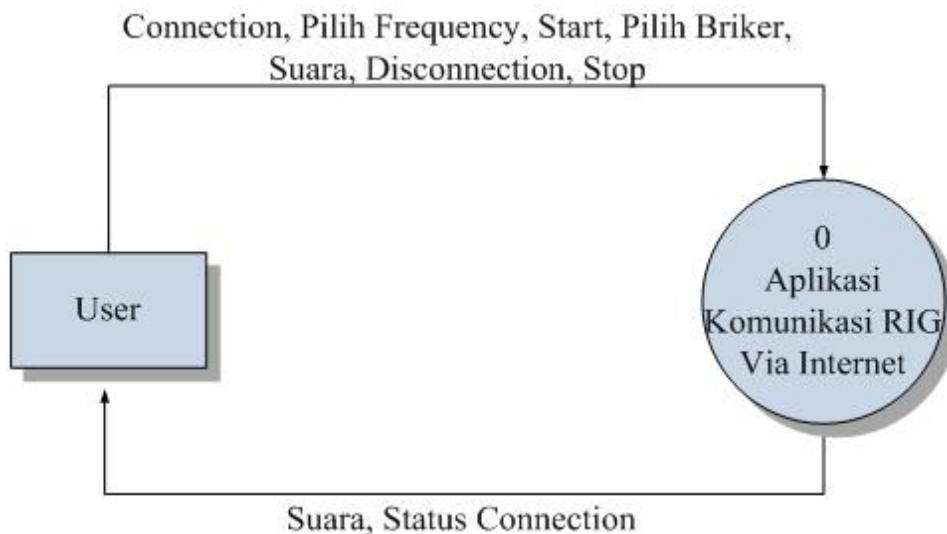 Connection, Pilih Frequency, Start, Pilih Briker,
Suara, Disconnection, Stop
User
0
Aplikasi
Komunikasi RIG
Via Internet
Suara, Status Connection